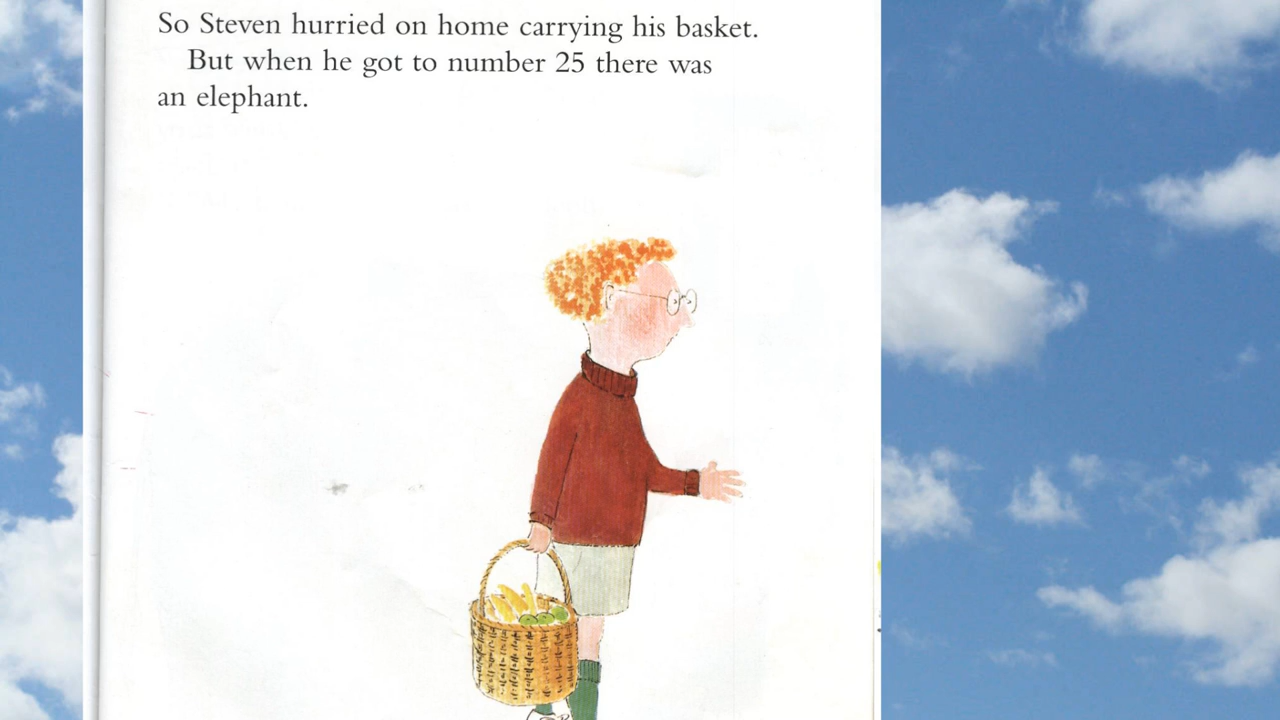 So Steven hurried on home carrying his basket.
But when he got to number 25 there was
an elephant.